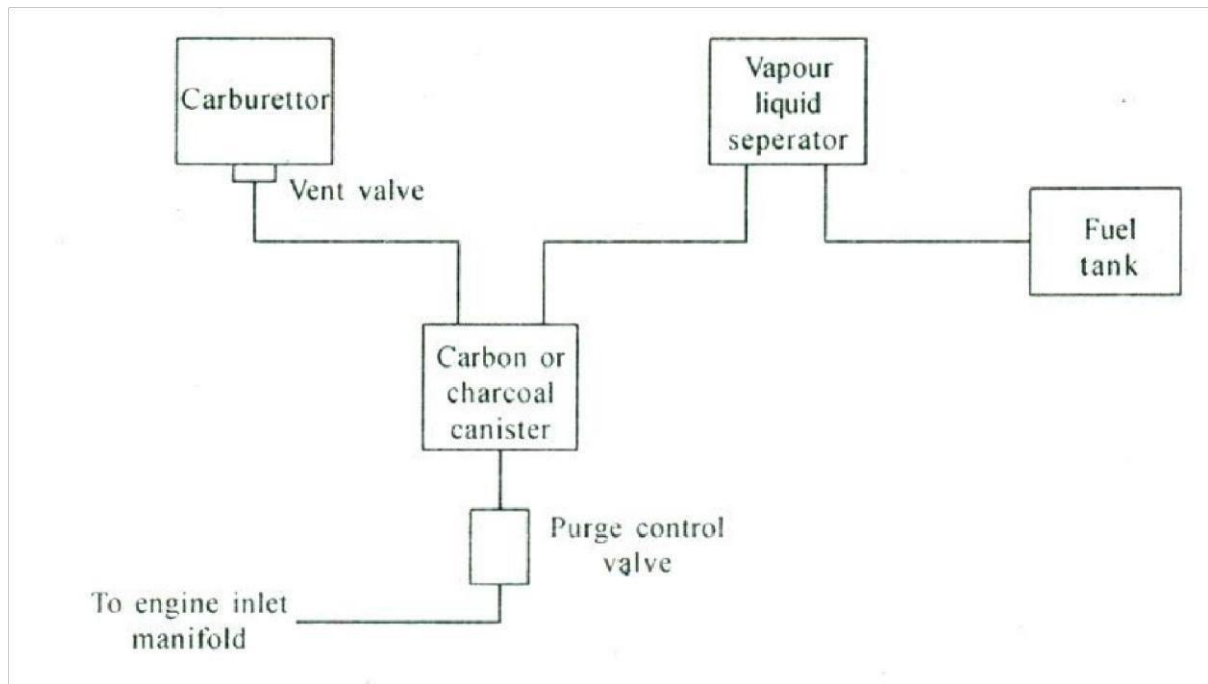 Carburettor
Vent valve
Vapour
liquid
seperator
Fuel
tank
Carbon or
charcoal
canister
Purge control
valve
To engine inlet
manifold